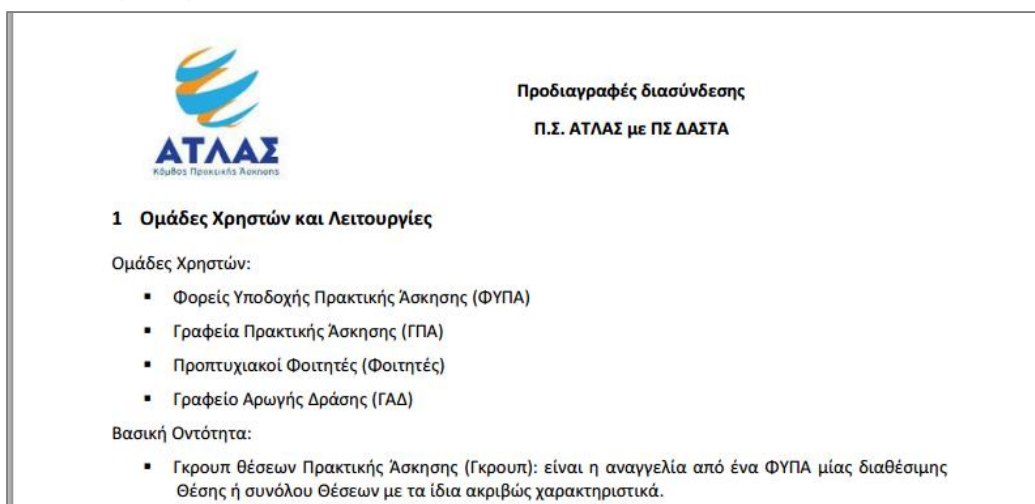 Προδιαγραφές διασύνδεσης
Π.Σ. ΑΤΛΑΣ με ΠΣ ΔΑΣΤΑ
ΑΤΛΑΣ
Κόμβος Πρακτικής Άσκησης
1 Ομάδες Χρηστών και Λειτουργίες
Ομάδες Χρηστών:
▪ Φορείς Υποδοχής Πρακτικής Άσκησης (ΦΥΠΑ)
▪ Γραφεία Πρακτικής Άσκησης (ΓΠΑ)
▪ Προπτυχιακοί Φοιτητές (Φοιτητές)
▪ Γραφείο Αρωγής Δράσης (ΓΑΔ)
Βασική Οντότητα:
▪ Γκρουπ θέσεων Πρακτικής Άσκησης (Γκρουπ): είναι η αναγγελία από ένα ΦΥΠΑ μίας διαθέσιμης
Θέσης ή συνόλου Θέσεων με τα ίδια ακριβώς χαρακτηριστικά.